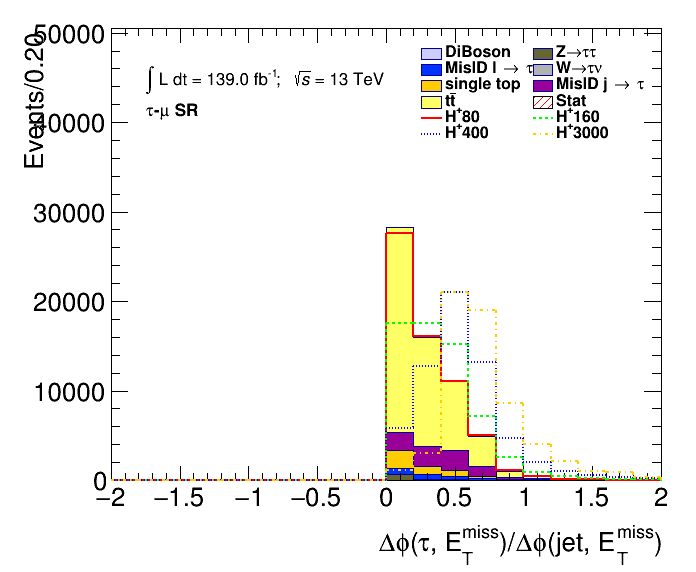 Events/0.20
50000
40000
30000
20000
10000
0
∫ L dt = 139.0 fb⁻¹; √s = 13 TeV
τ-μ SR
DiBoson
Z→ττ
MisID l → τ
W→τν
single top
MisID j → τ
tt̄
Stat
H⁺80
H⁺160
H⁺400
H⁺3000
−2 −1.5 −1 −0.5 0 0.5 1 1.5 2
Δϕ(τ, E_T^miss)/Δϕ(jet, E_T^miss)